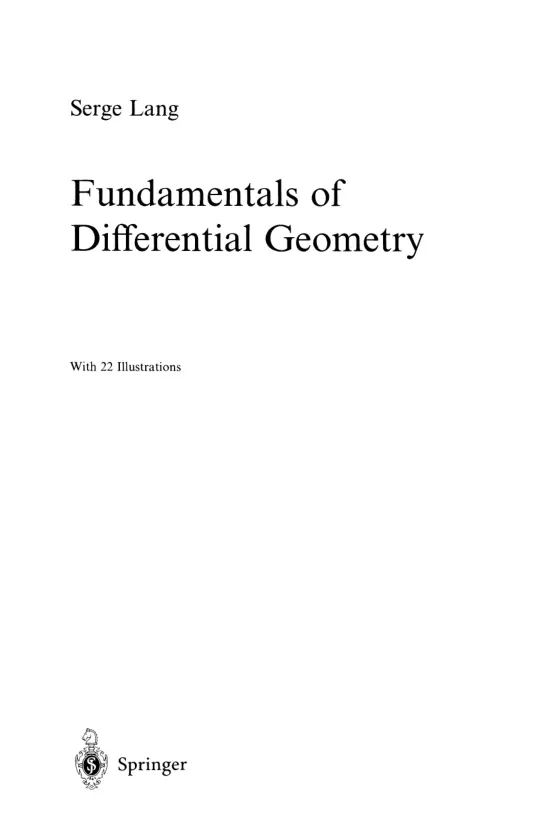 Serge Lang
Fundamentals of
Differential Geometry
With 22 Illustrations
Springer